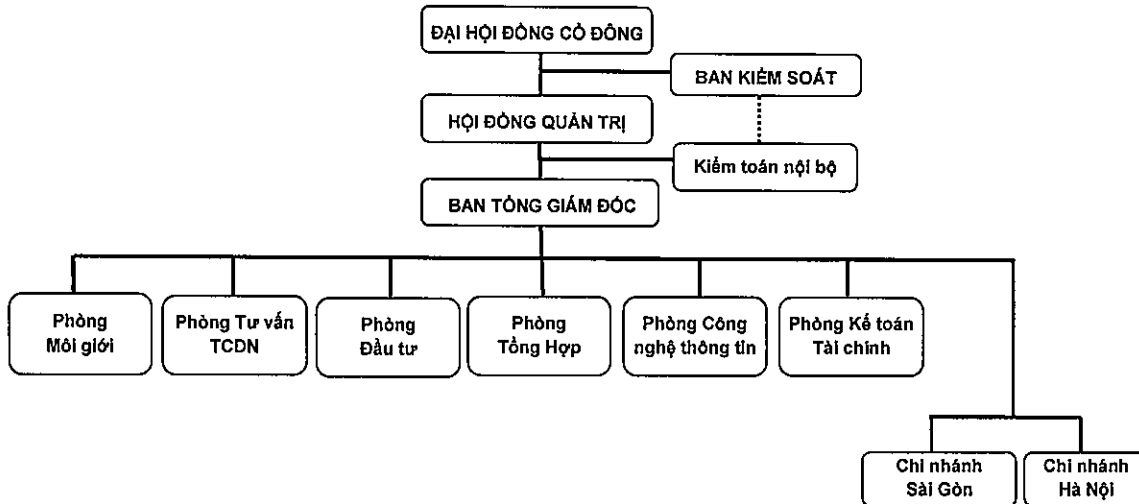 ĐẠI HỘI ĐỒNG CỔ ĐÔNG
BAN KIỂM SOÁT
HỘI ĐỒNG QUẢN TRỊ
Kiểm toán nội bộ
BAN TỔNG GIÁM ĐỐC
Phòng
Môi giới
Phòng Tư vấn
TCDN
Phòng
Đầu tư
Phòng
Tổng Hợp
Phòng Công
nghệ thông tin
Phòng Kế toán
Tài chính
Chi nhánh
Sài Gòn
Chi nhánh
Hà Nội